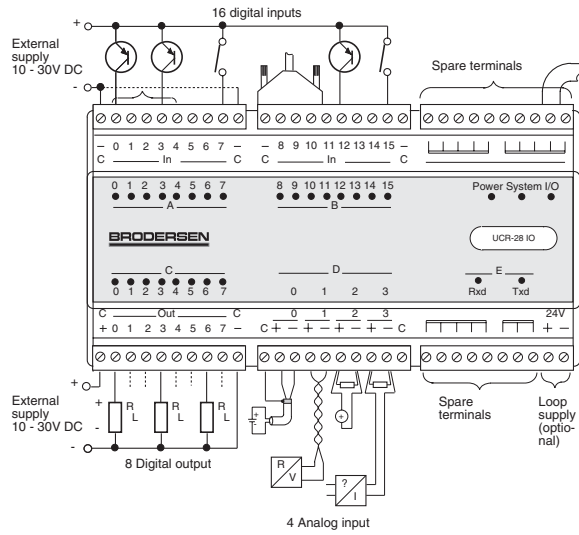 16 digital inputs
+
External
supply
10 - 30V DC
-
Spare terminals
– 0 1 2 3 4 5 6 7 –
C In C
– 8 9 10 11 12 13 14 15 –
C In C
0 1 2 3 4 5 6 7
A
8 9 10 11 12 13 14 15
B
Power System I/O
BRODERSEN
UCR-28 IO
C
0 1 2 3 4 5 6 7
D
0 1 2 3
E
Rxd Txd
C Out C
+ 0 1 2 3 4 5 6 7 –
0 1 2 3
C + – + – + – + – C
24V
+ –
+
External
supply
10 - 30V DC
-
+
-
R L
R L
R L
8 Digital output
+
-
+
R
V
?
I
4 Analog input
Spare
terminals
Loop
supply
(optio-
nal)